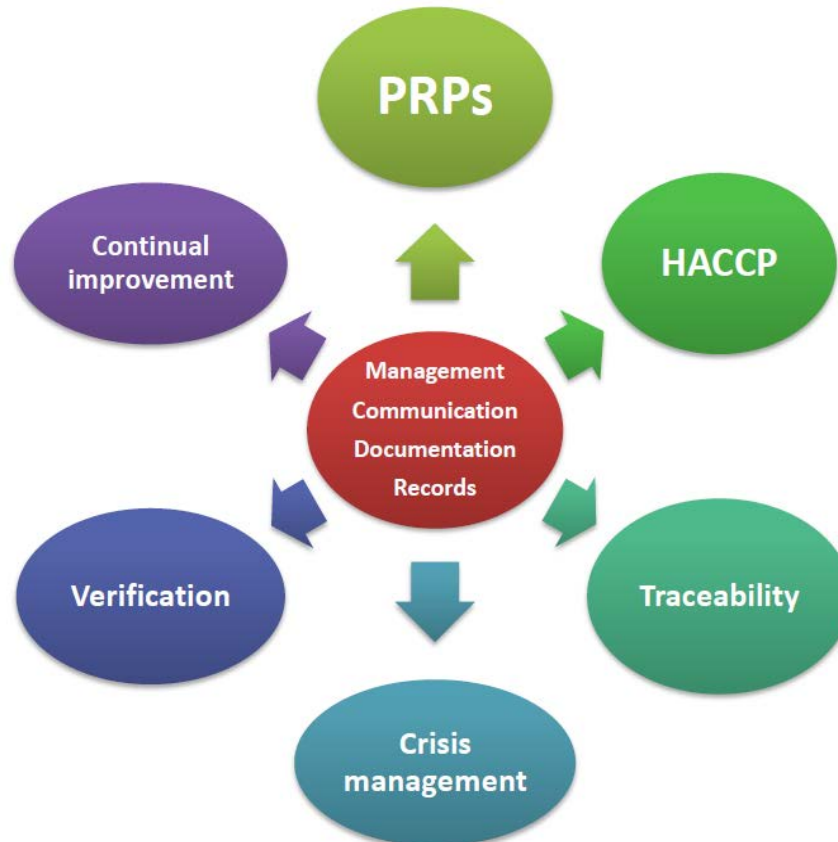 PRPs
Continual
improvement
HACCP
Management
Communication
Documentation
Records
Verification
Traceability
Crisis
management